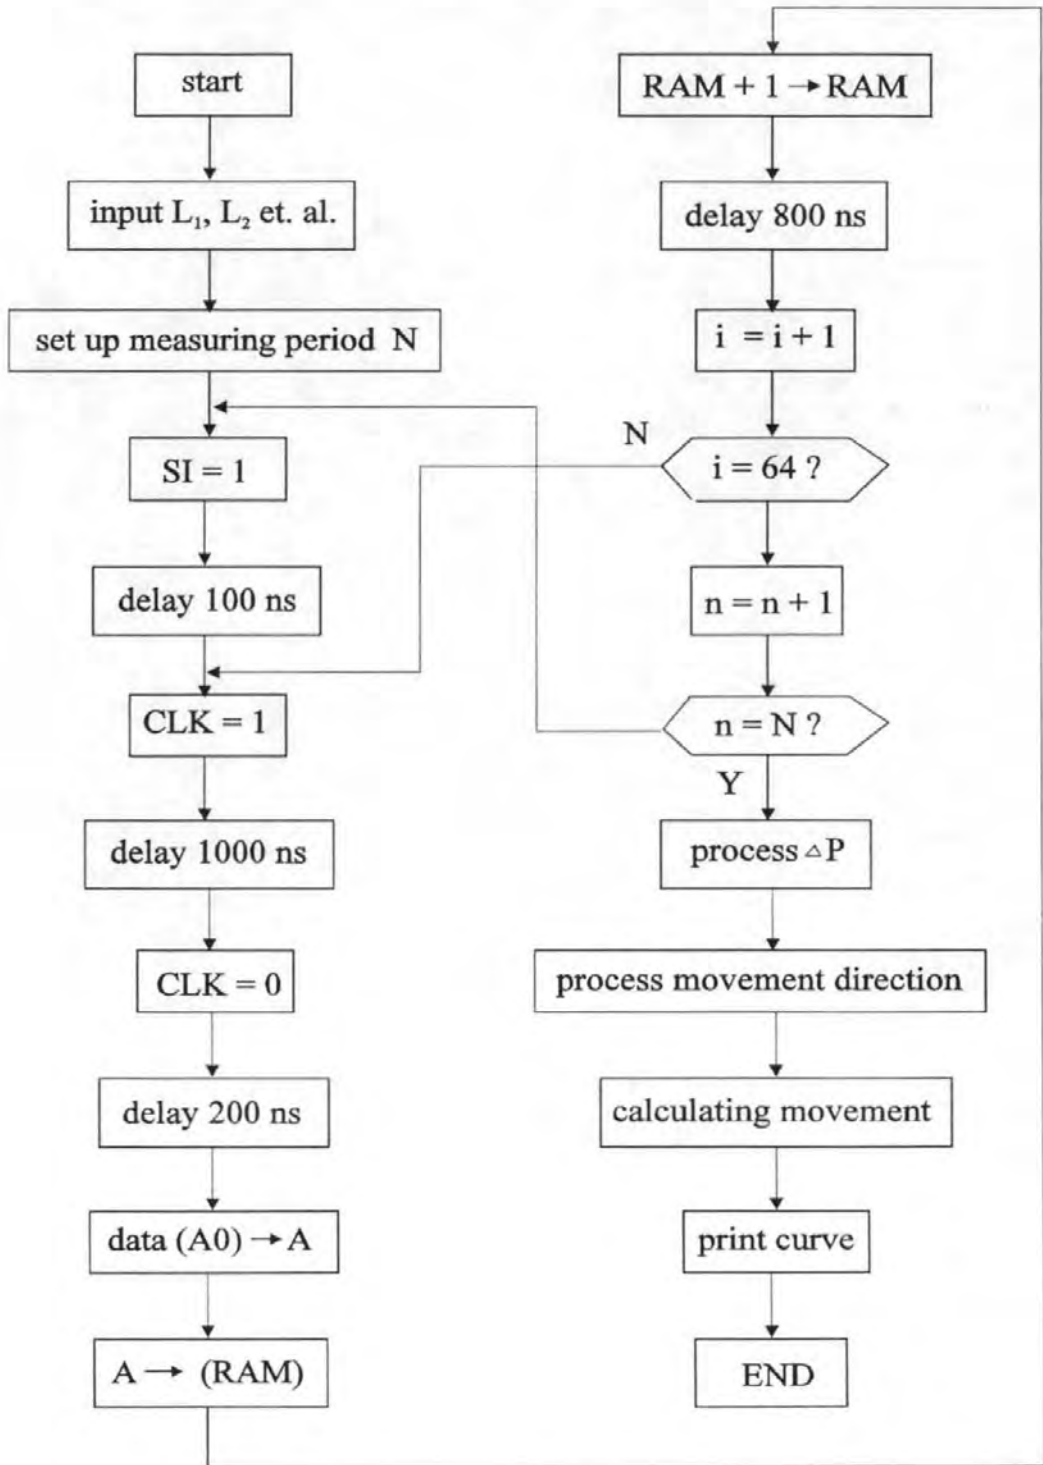 start
input L₁, L₂ et. al.
set up measuring period N
SI = 1
delay 100 ns
CLK = 1
delay 1000 ns
CLK = 0
delay 200 ns
data (A0) → A
A → (RAM)
RAM + 1 → RAM
delay 800 ns
i = i + 1
N
i = 64 ?
n = n + 1
n = N ?
Y
process △P
process movement direction
calculating movement
print curve
END